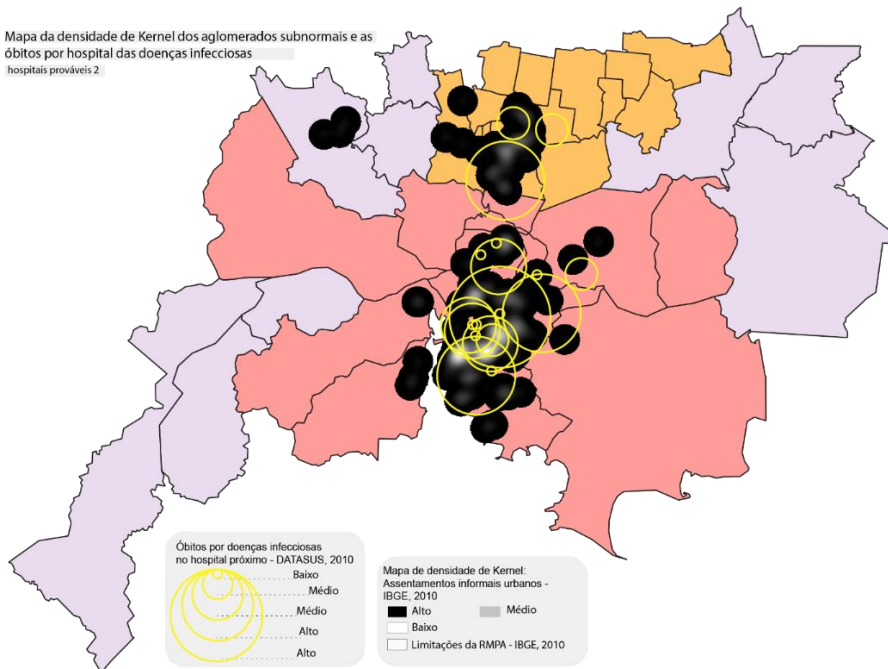 Mapa da densidade de Kernel dos aglomerados subnormais e as
óbitos por hospital das doenças infecciosas
hospitais prováveis 2
Óbitos por doenças infecciosas
no hospital próximo - DATASUS, 2010
Baixo
Médio
Médio
Alto
Alto
Mapa de densidade de Kernel:
Assentamentos informais urbanos -
IBGE, 2010
Alto Médio
Baixo
Limitações da RMPA - IBGE, 2010